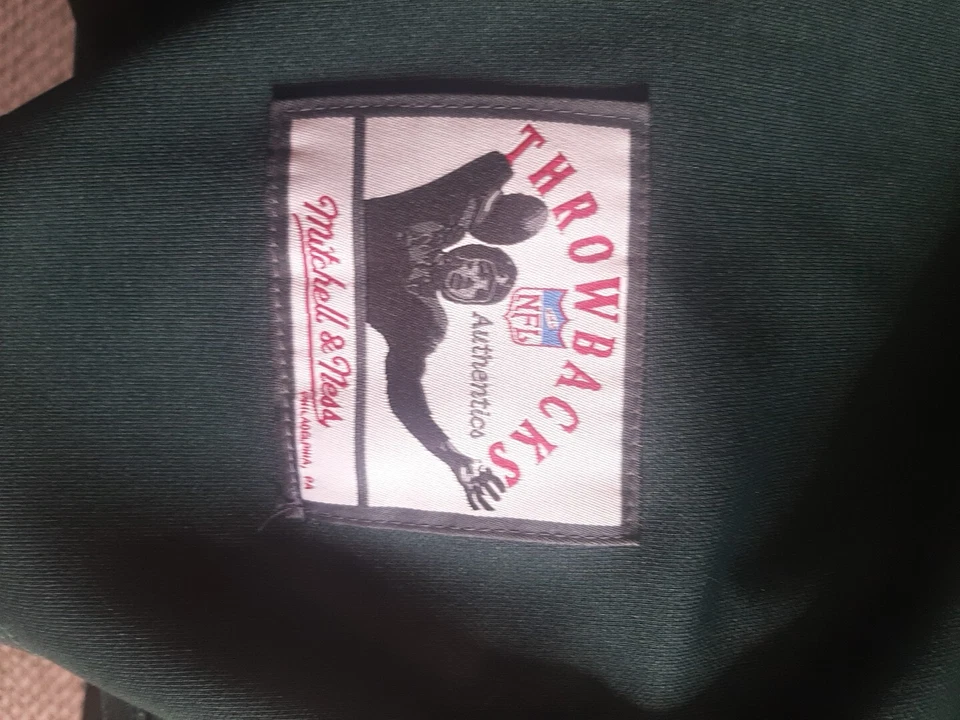 THROWBACKS
NFL
Authentics
Mitchell & Ness
PHILADELPHIA, PA